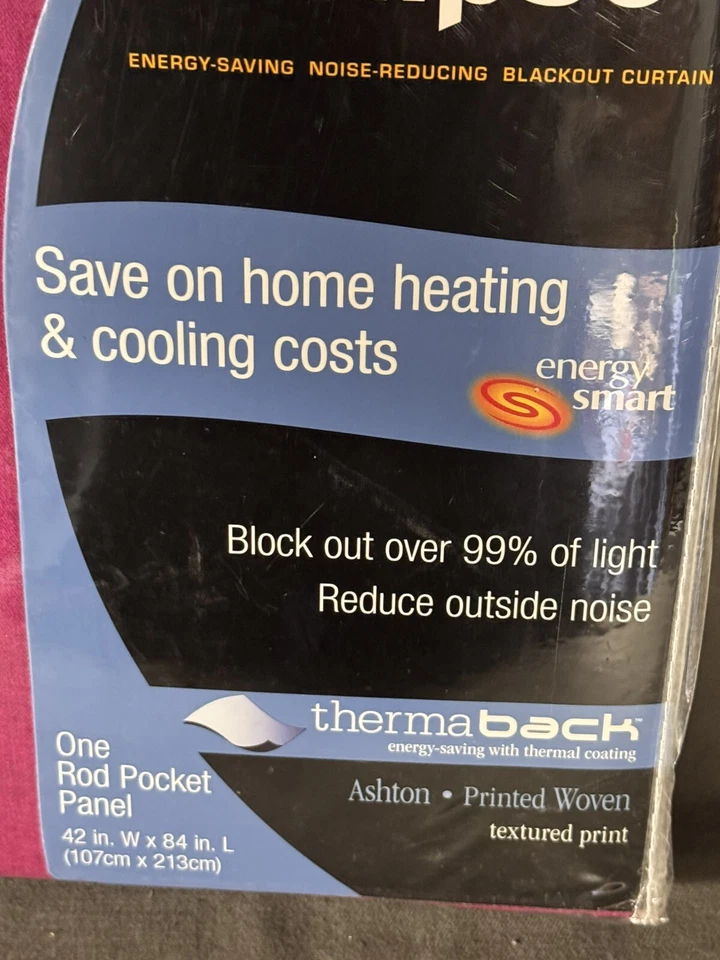 ENERGY-SAVING NOISE-REDUCING BLACKOUT CURTAIN
Save on home heating
& cooling costs
energy
smart
Block out over 99% of light
Reduce outside noise
thermaback™
energy-saving with thermal coating
One
Rod Pocket
Panel
42 in. W x 84 in. L
(107cm x 213cm)
Ashton • Printed Woven
textured print